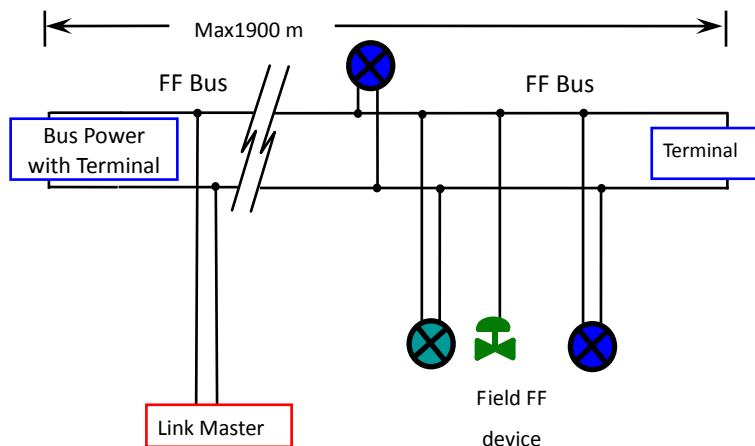 Max1900 m
FF Bus
FF Bus
Bus Power
with Terminal
Terminal
Link Master
Field FF
device